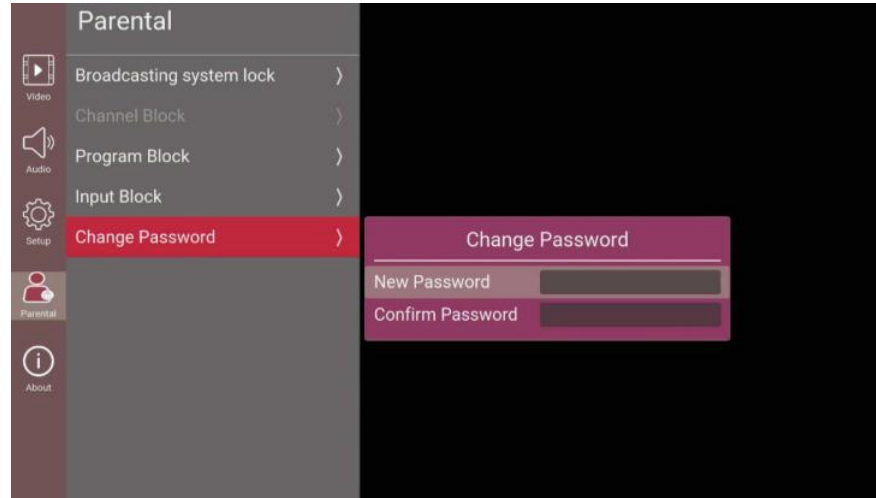 Parental
Video
Audio
Setup
Parental
About
Broadcasting system lock
Channel Block
Program Block
Input Block
Change Password
Change Password
New Password
Confirm Password